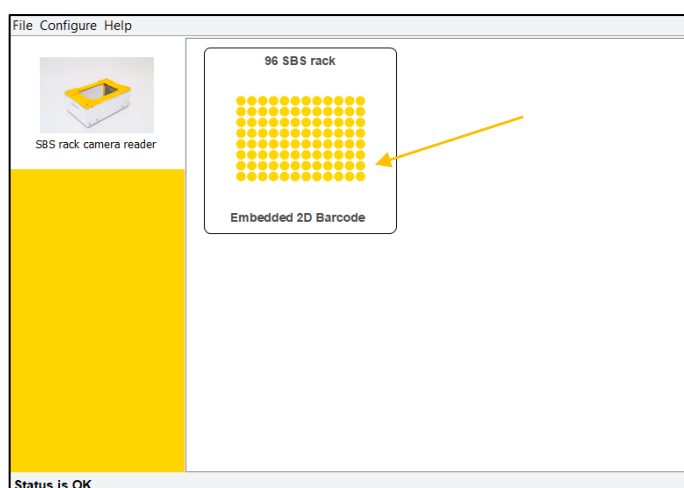 File Configure Help
96 SBS rack
SBS rack camera reader
Embedded 2D Barcode
Status is OK